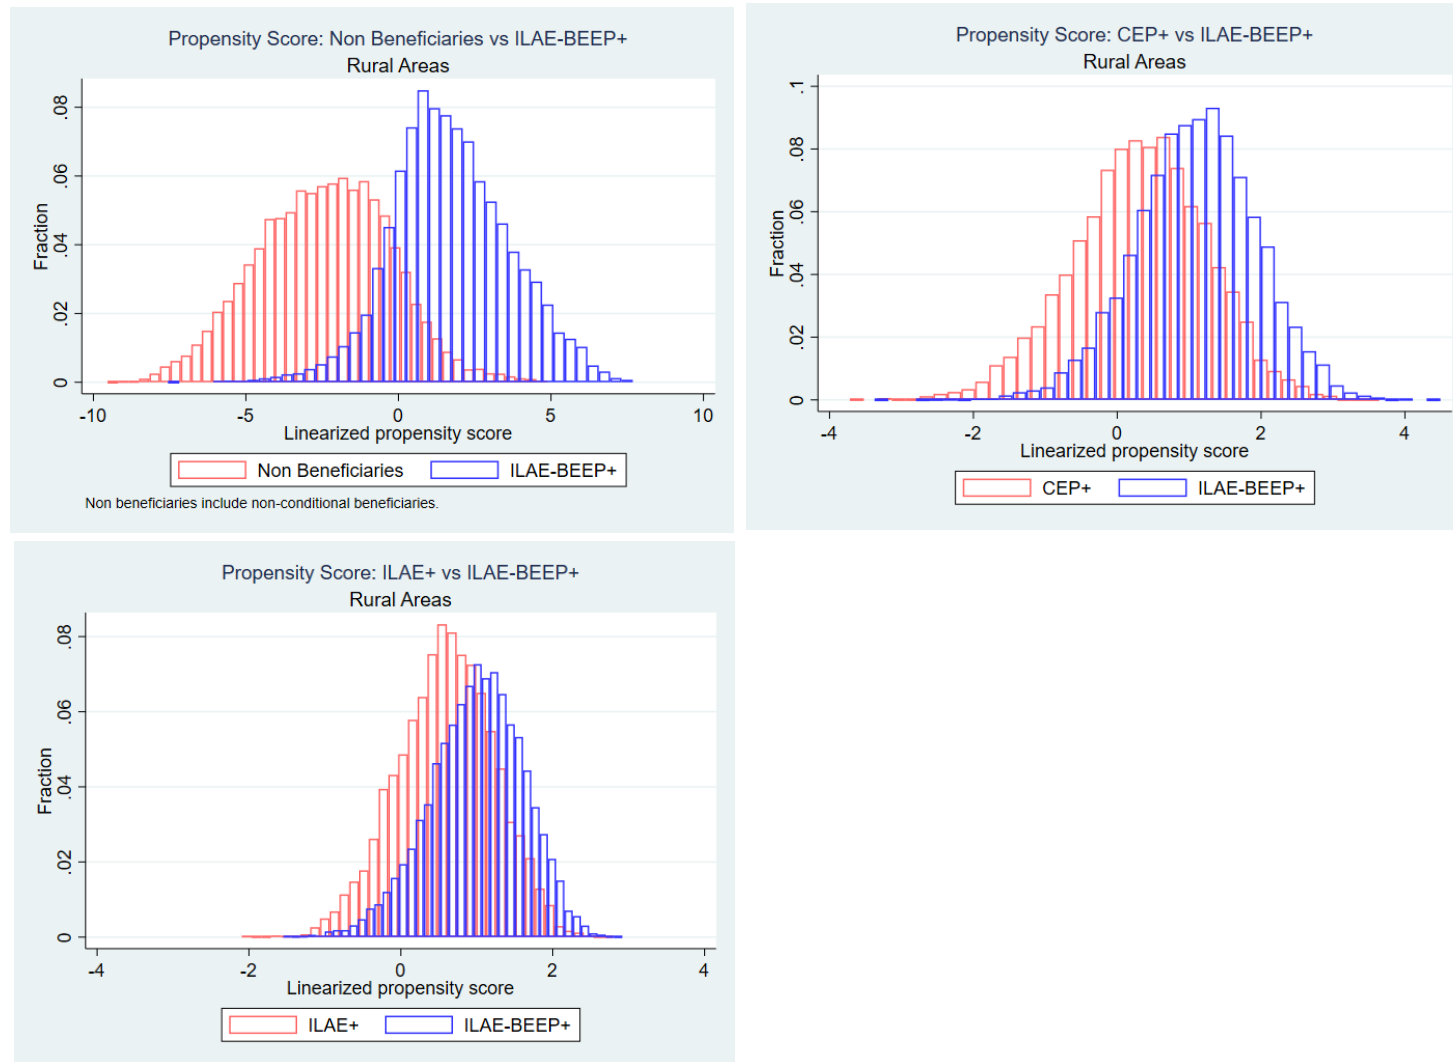 Propensity Score: Non Beneficiaries vs ILAE-BEEP+
Rural Areas
Fraction
0 .02 .04 .06 .08
-10 -5 0 5 10
Linearized propensity score
Non Beneficiaries ILAE-BEEP+
Non beneficiaries include non-conditional beneficiaries.
Propensity Score: CEP+ vs ILAE-BEEP+
Rural Areas
Fraction
0 .02 .04 .06 .08 .1
-4 -2 0 2 4
Linearized propensity score
CEP+ ILAE-BEEP+
Propensity Score: ILAE+ vs ILAE-BEEP+
Rural Areas
Fraction
0 .02 .04 .06 .08
-4 -2 0 2 4
Linearized propensity score
ILAE+ ILAE-BEEP+